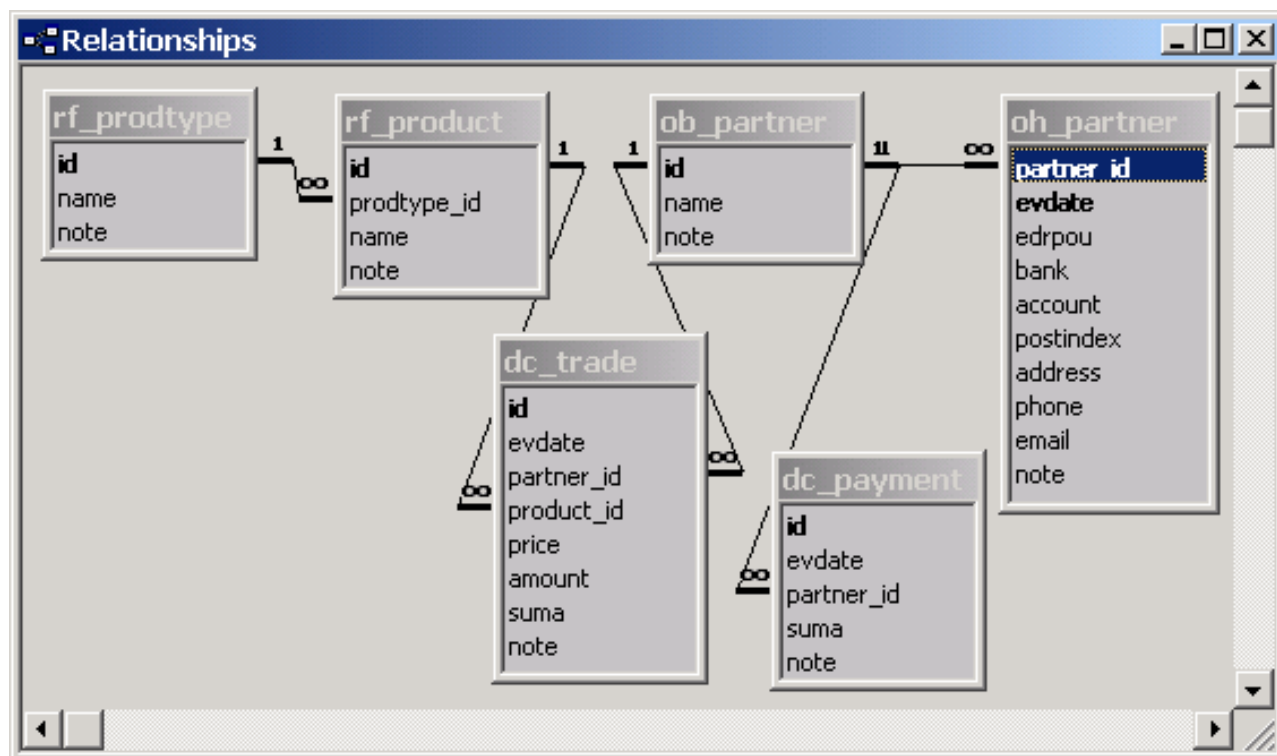 Relationships
rf_prodtype
id
name
note
1
∞
rf_product
id
prodtype_id
name
note
1
1
ob_partner
id
name
note
11
∞
oh_partner
partner_id
evdate
edrpou
bank
account
postindex
address
phone
email
note
dc_trade
id
evdate
partner_id
product_id
price
amount
suma
note
∞
∞
dc_payment
id
evdate
partner_id
suma
note
∞